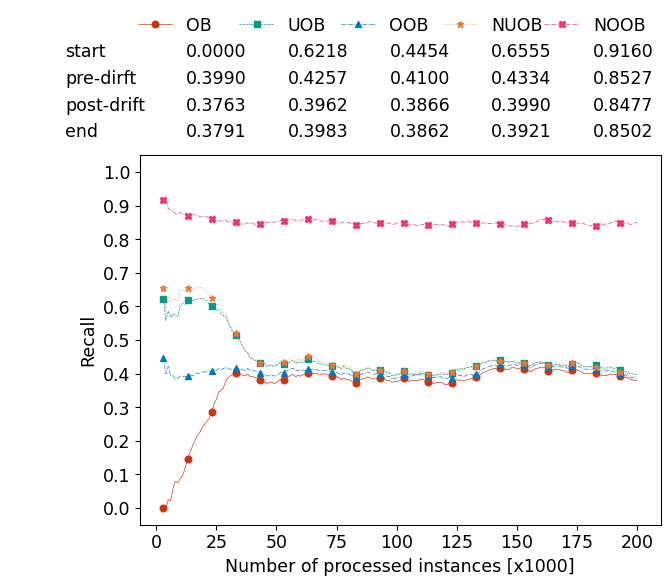 OB UOB OOB NUOB NOOB
start 0.0000 0.6218 0.4454 0.6555 0.9160
pre-dirft 0.3990 0.4257 0.4100 0.4334 0.8527
post-drift 0.3763 0.3962 0.3866 0.3990 0.8477
end 0.3791 0.3983 0.3862 0.3921 0.8502
1.0
0.9
0.8
0.7
0.6
0.5
0.4
0.3
0.2
0.1
0.0
Recall
0 25 50 75 100 125 150 175 200
Number of processed instances [x1000]